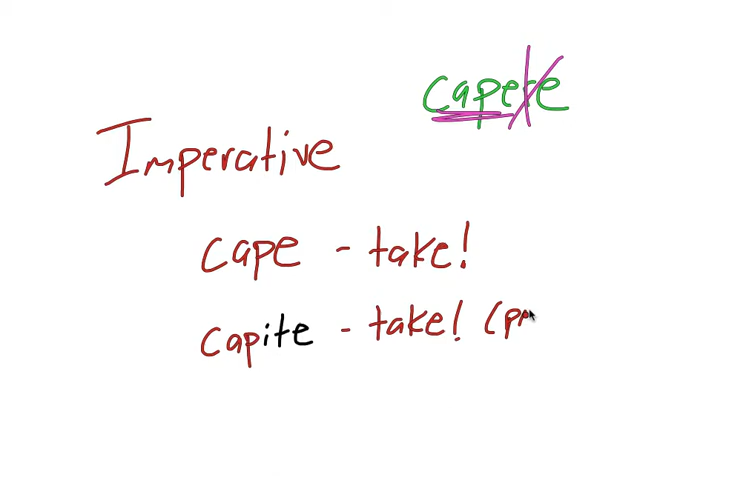 capere
Imperative
cape - take!
capite - take! (p